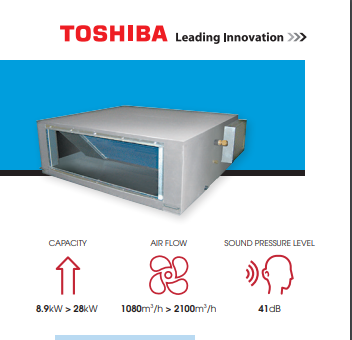 TOSHIBA Leading Innovation >>>
CAPACITY AIR FLOW SOUND PRESSURE LEVEL
8.9kW > 28kW 1080m³/h > 2100m³/h 41dB